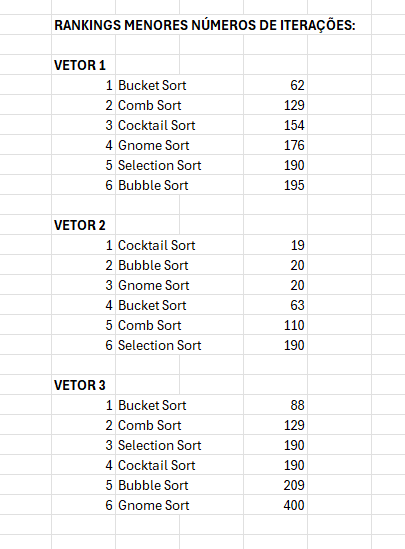 RANKINGS MENORES NÚMEROS DE ITERAÇÕES:
VETOR 1
1 Bucket Sort 62
2 Comb Sort 129
3 Cocktail Sort 154
4 Gnome Sort 176
5 Selection Sort 190
6 Bubble Sort 195
VETOR 2
1 Cocktail Sort 19
2 Bubble Sort 20
3 Gnome Sort 20
4 Bucket Sort 63
5 Comb Sort 110
6 Selection Sort 190
VETOR 3
1 Bucket Sort 88
2 Comb Sort 129
3 Selection Sort 190
4 Cocktail Sort 190
5 Bubble Sort 209
6 Gnome Sort 400